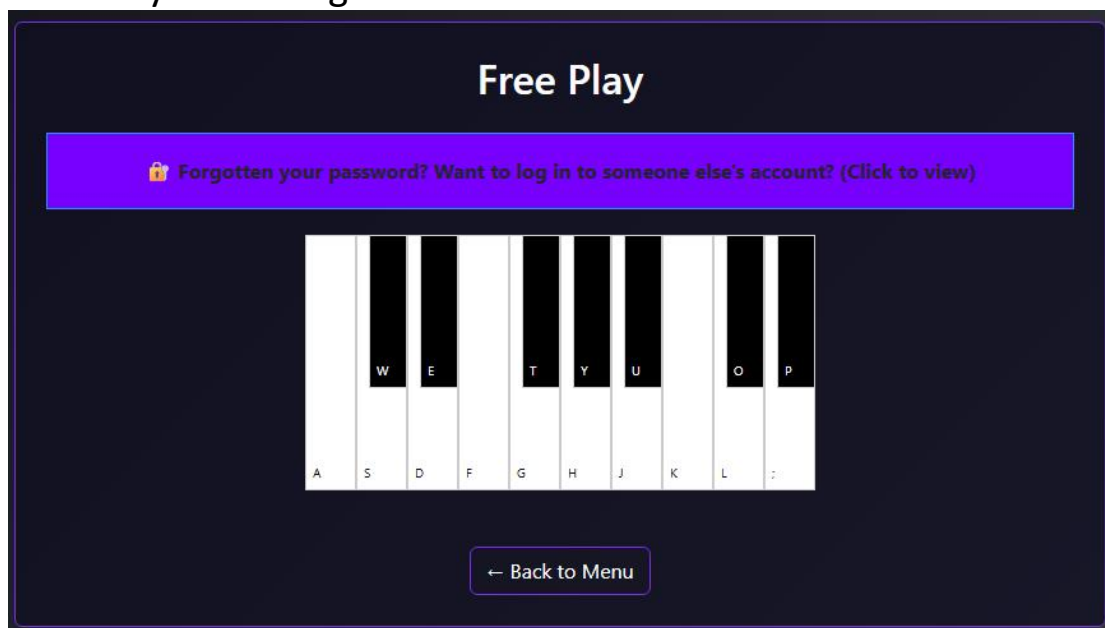 Free Play
🔐 Forgotten your password? Want to log in to someone else's account? (Click to view)
W E T Y U O P
A S D F G H J K L ;
← Back to Menu